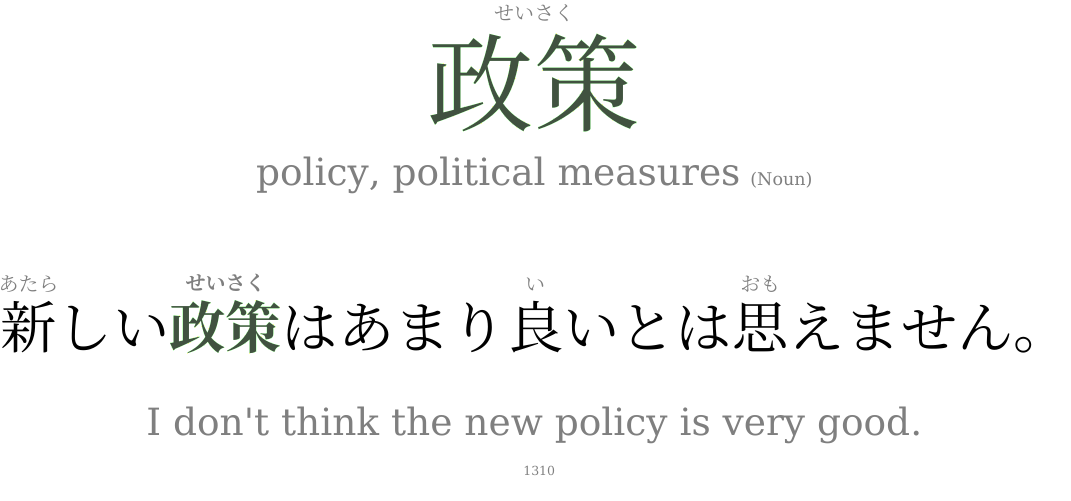 せいさく
政策
policy, political measures (Noun)
あたら せいさく い おも
新しい政策はあまり良いとは思えません。
I don't think the new policy is very good.
1310